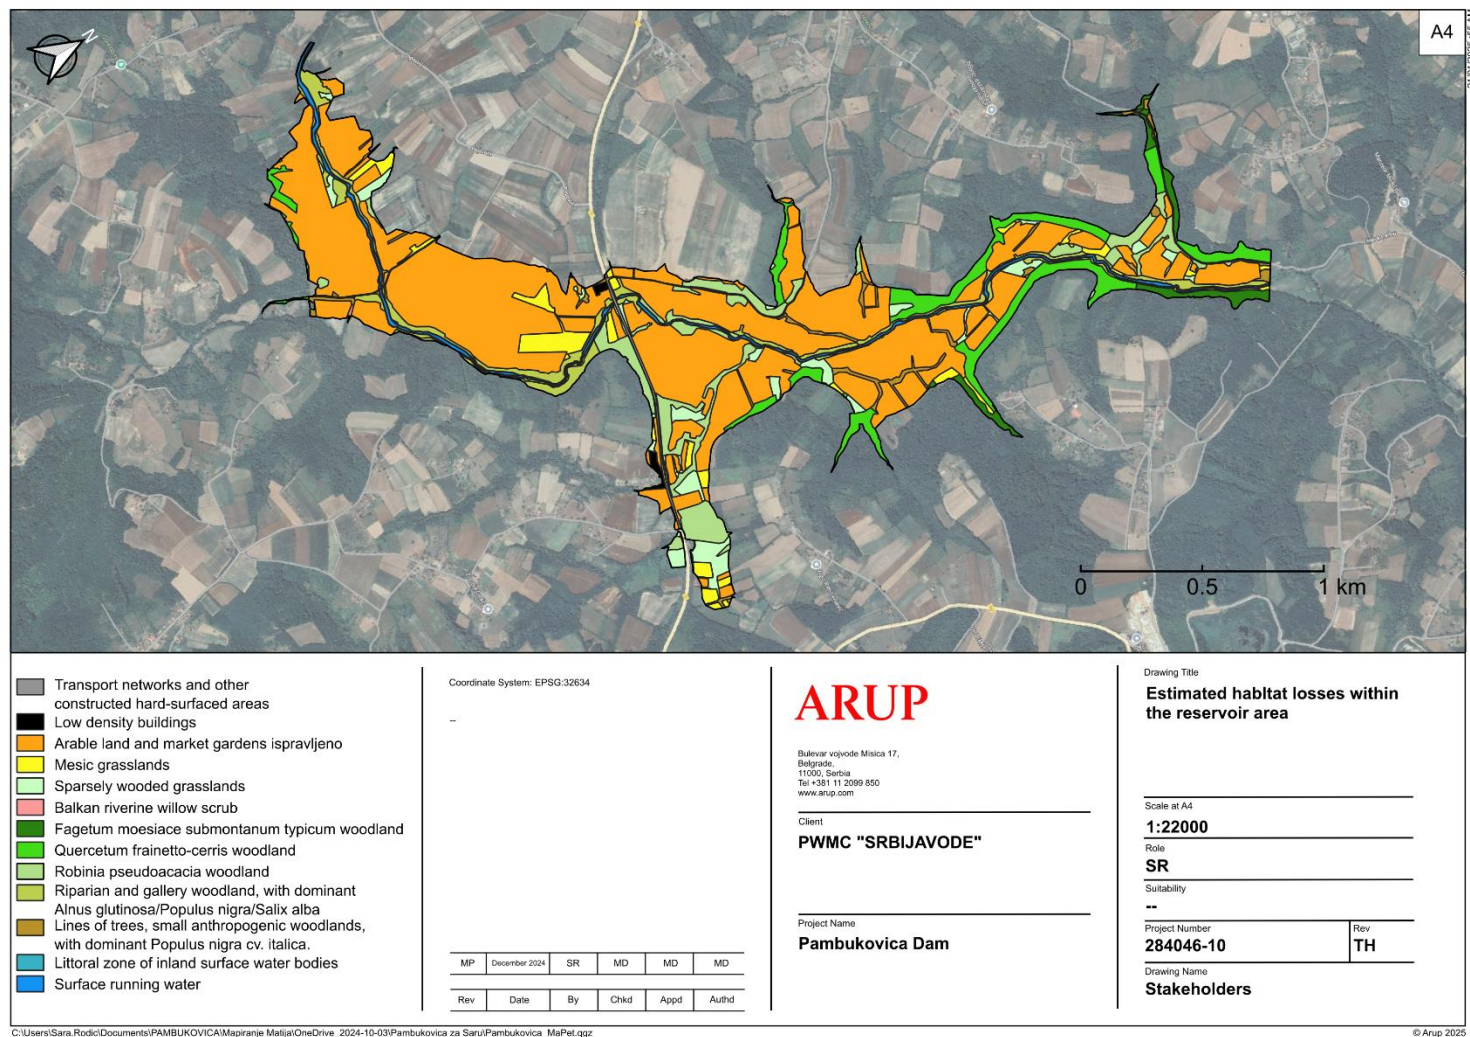 N
A4
0
0.5
1 km
Transport networks and other
constructed hard-surfaced areas
Low density buildings
Arable land and market gardens ispravljeno
Mesic grasslands
Sparsely wooded grasslands
Balkan riverine willow scrub
Fagetum moesiace submontanum typicum woodland
Quercetum frainetto-cerris woodland
Robinia pseudoacacia woodland
Riparian and gallery woodland, with dominant
Alnus glutinosa/Populus nigra/Salix alba
Lines of trees, small anthropogenic woodlands,
with dominant Populus nigra cv. italica.
Littoral zone of inland surface water bodies
Surface running water
Coordinate System: EPSG:32634
--
MP December 2024 SR MD MD MD
Rev Date By Chkd Appd Authd
ARUP
Bulevar vojvode Misica 17,
Belgrade,
11000, Serbia
Tel +381 11 2099 850
www.arup.com
Client
PWMC "SRBIJAVODE"
Project Name
Pambukovica Dam
Drawing Title
Estimated habItat losses within
the reservoir area
Scale at A4
1:22000
Role
SR
Suitability
--
Project Number
284046-10
Rev
TH
Drawing Name
Stakeholders
C:\Users\Sara.Rodic\Documents\PAMBUKOVICA\Mapiranje Matija\OneDrive_2024-10-03\Pambukovica za Saru\Pambukovica_MaPet.qgz
© Arup 2025